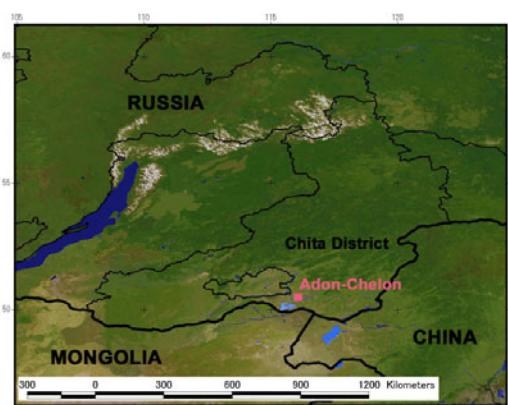 105 110 115 120
60
RUSSIA
55
Chita District
Adon-Chelon
50
CHINA
MONGOLIA
300 0 300 600 900 1200 Kilometers